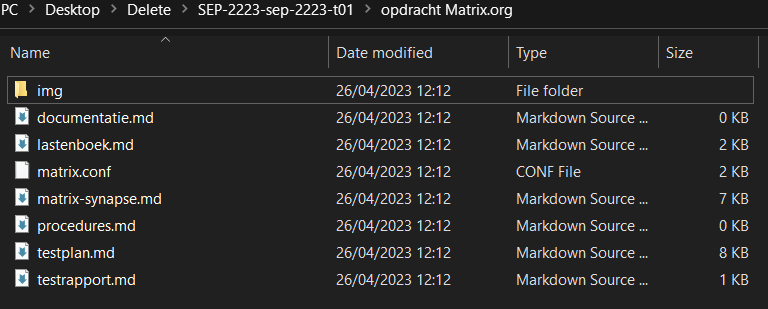 PC > Desktop > Delete > SEP-2223-sep-2223-t01 > opdracht Matrix.org
Name Date modified Type Size
img 26/04/2023 12:12 File folder
documentatie.md 26/04/2023 12:12 Markdown Source ... 0 KB
lastenboek.md 26/04/2023 12:12 Markdown Source ... 2 KB
matrix.conf 26/04/2023 12:12 CONF File 2 KB
matrix-synapse.md 26/04/2023 12:12 Markdown Source ... 7 KB
procedures.md 26/04/2023 12:12 Markdown Source ... 0 KB
testplan.md 26/04/2023 12:12 Markdown Source ... 8 KB
testrapport.md 26/04/2023 12:12 Markdown Source ... 1 KB